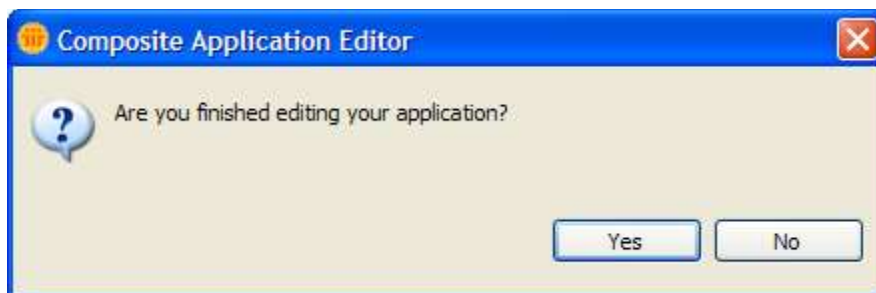 Composite Application Editor
Are you finished editing your application?
Yes
No